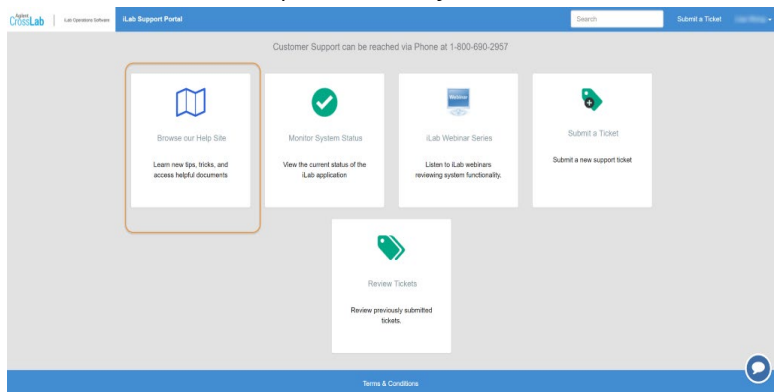 Agilent
CrossLab
iLab Operations Software
iLab Support Portal
Search
Submit a Ticket
Customer Support can be reached via Phone at 1-800-690-2957
Browse our Help Site
Learn new tips, tricks, and
access helpful documents
Monitor System Status
View the current status of the
iLab application
Webinar
iLab Webinar Series
Listen to iLab webinars
reviewing system functionality.
Submit a Ticket
Submit a new support ticket
Review Tickets
Review previously submitted
tickets.
Terms & Conditions